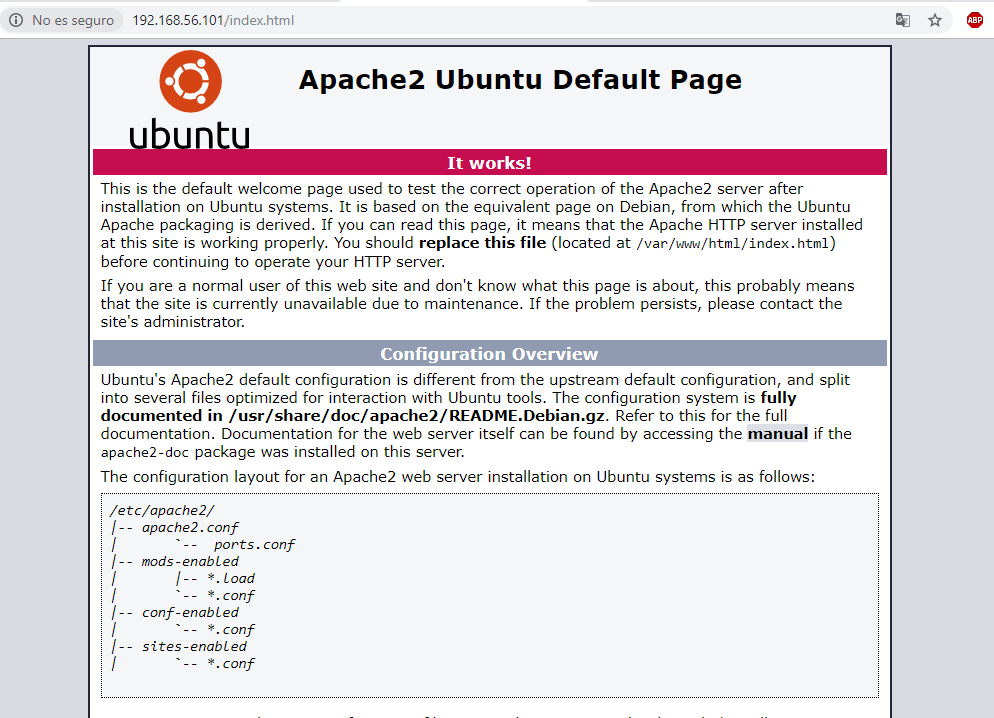 No es seguro 192.168.56.101/index.html ABP
Apache2 Ubuntu Default Page
ubuntu
It works!
This is the default welcome page used to test the correct operation of the Apache2 server after
installation on Ubuntu systems. It is based on the equivalent page on Debian, from which the Ubuntu
Apache packaging is derived. If you can read this page, it means that the Apache HTTP server installed
at this site is working properly. You should replace this file (located at /var/www/html/index.html)
before continuing to operate your HTTP server.
If you are a normal user of this web site and don't know what this page is about, this probably means
that the site is currently unavailable due to maintenance. If the problem persists, please contact the
site's administrator.
Configuration Overview
Ubuntu's Apache2 default configuration is different from the upstream default configuration, and split
into several files optimized for interaction with Ubuntu tools. The configuration system is fully
documented in /usr/share/doc/apache2/README.Debian.gz. Refer to this for the full
documentation. Documentation for the web server itself can be found by accessing the manual if the
apache2-doc package was installed on this server.
The configuration layout for an Apache2 web server installation on Ubuntu systems is as follows:
/etc/apache2/
|-- apache2.conf
|       `--  ports.conf
|-- mods-enabled
|       |-- *.load
|       `-- *.conf
|-- conf-enabled
|       `-- *.conf
|-- sites-enabled
|       `-- *.conf